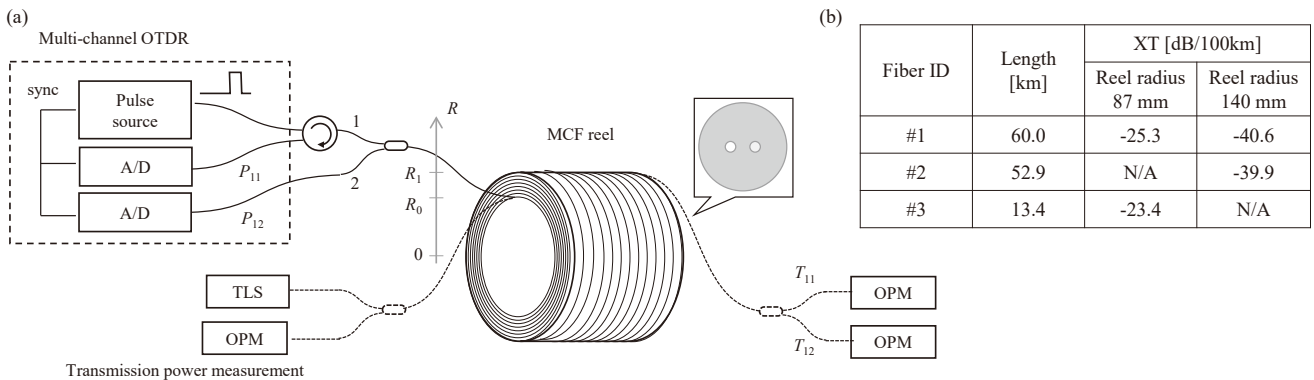 (a)
Multi-channel OTDR
sync
Pulse
source
A/D
A/D
P11
P12
1
2
R
R1
R0
0
MCF reel
TLS
OPM
Transmission power measurement
T11
T12
OPM
OPM
(b)
Fiber ID
Length
[km]
XT [dB/100km]
Reel radius
87 mm
Reel radius
140 mm
#1 60.0 -25.3 -40.6
#2 52.9 N/A -39.9
#3 13.4 -23.4 N/A